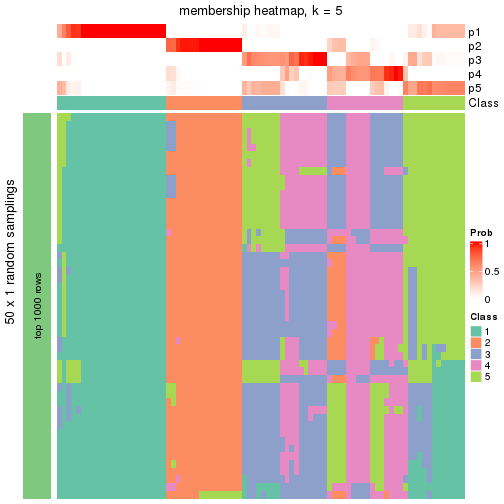 membership heatmap, k = 5
p1
p2
p3
p4
p5
Class
50 x 1 random samplings
top 1000 rows
Prob
1
0.5
0
Class
1
2
3
4
5